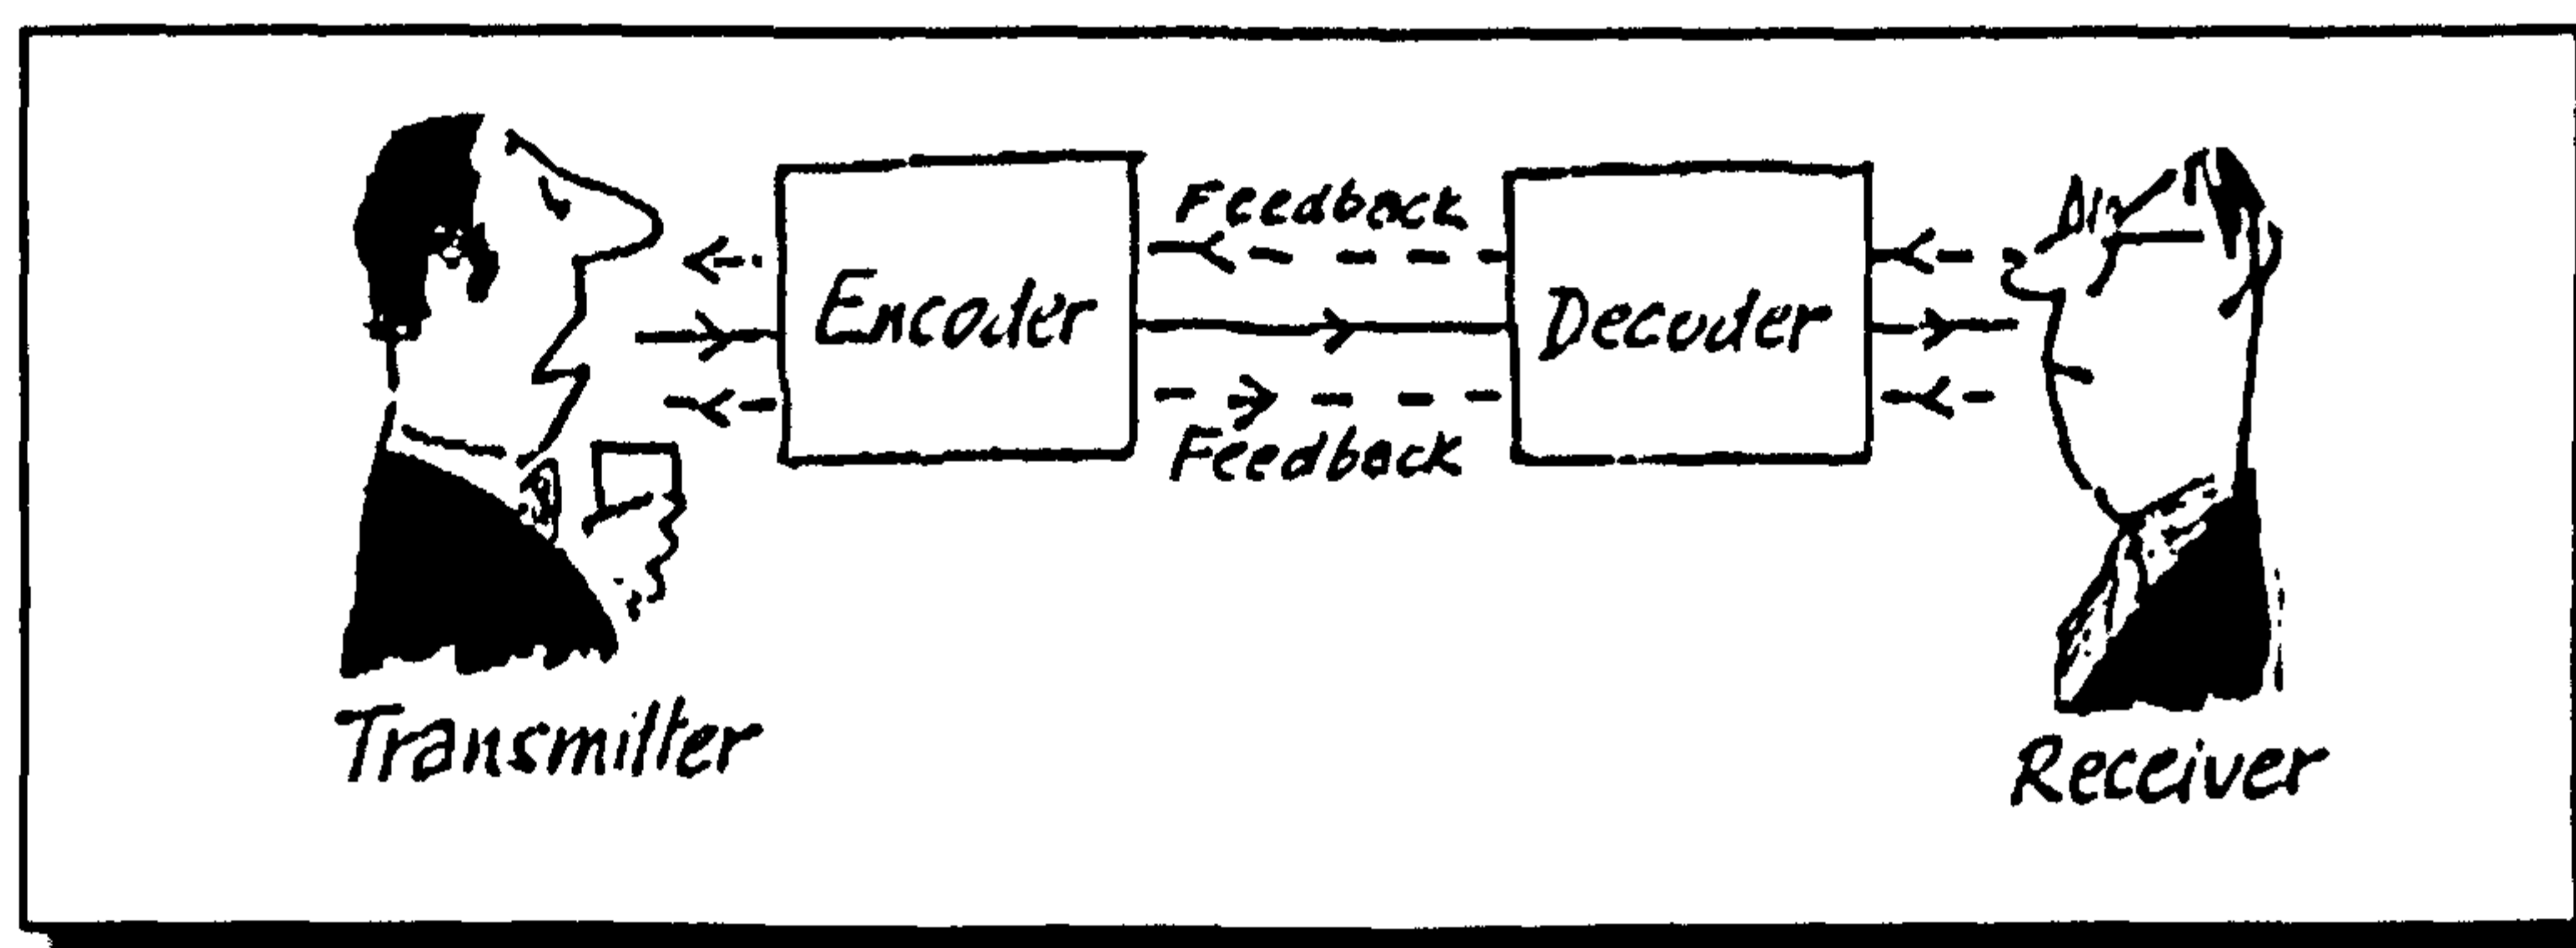 Feedback
Encoder
Decoder
Feedback
Transmitter
Receiver